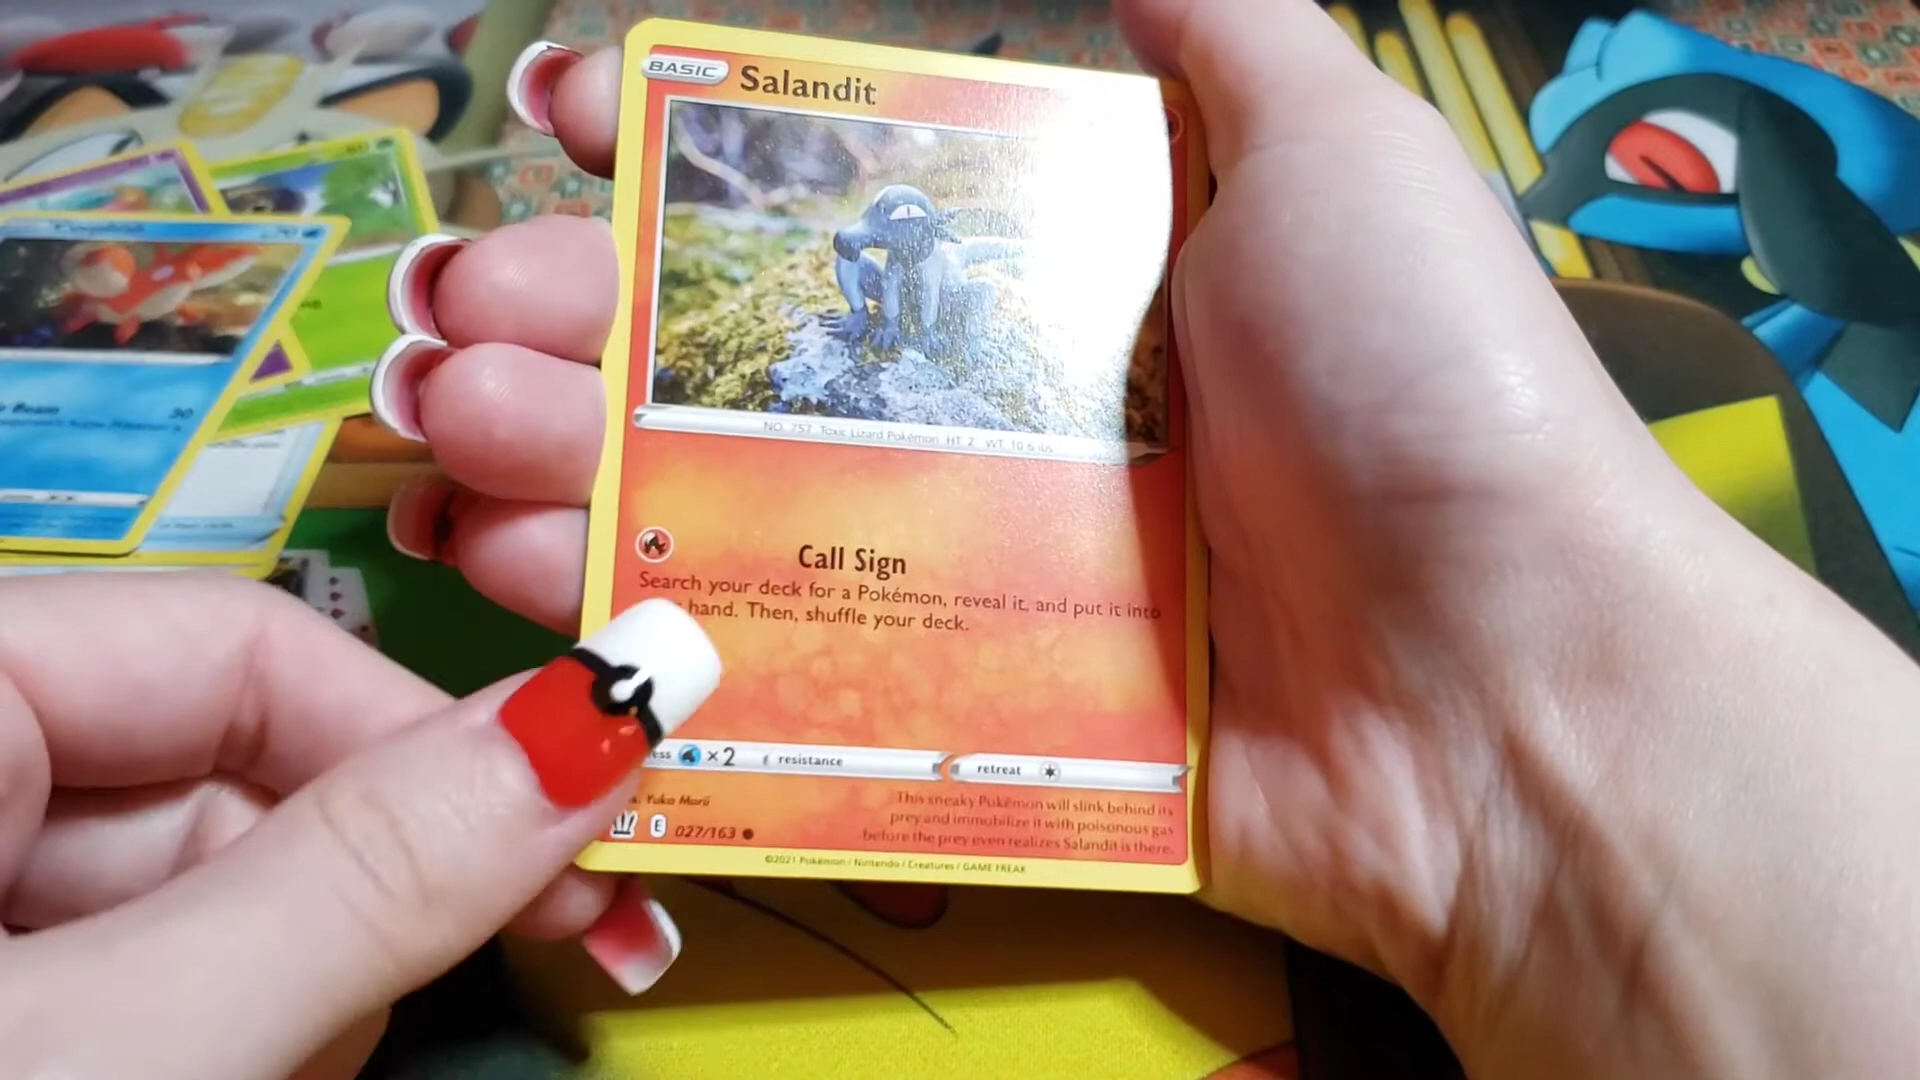 BASIC Salandit
NO. 757 Toxic Lizard Pokémon HT 2 WT. 10.6 lbs
Call Sign
Search your deck for a Pokémon, reveal it, and put it into
hand. Then, shuffle your deck.
×2 resistance retreat
Yuka Morii
This sneaky Pokémon will slink behind its
prey and immobilize it with poisonous gas
before the prey even realizes Salandit is there.
E 027/163
©2021 Pokémon / Nintendo / Creatures / GAME FREAK
Beam 30